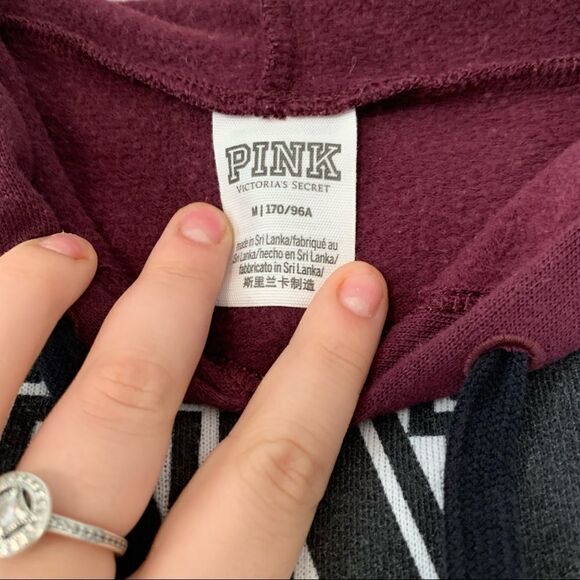 PINK
VICTORIA'S SECRET
M | 170/96A
made in Sri Lanka/fabriqué au
Sri Lanka/hecho en Sri Lanka/
fabbricato in Sri Lanka/
斯里兰卡制造